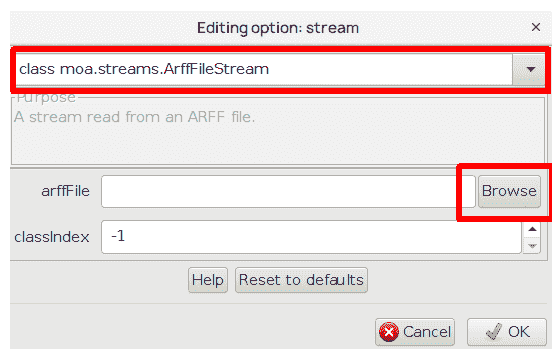 Editing option: stream
×
class moa.streams.ArffFileStream
Purpose
A stream read from an ARFF file.
arffFile
Browse
classIndex
-1
Help
Reset to defaults
Cancel
OK